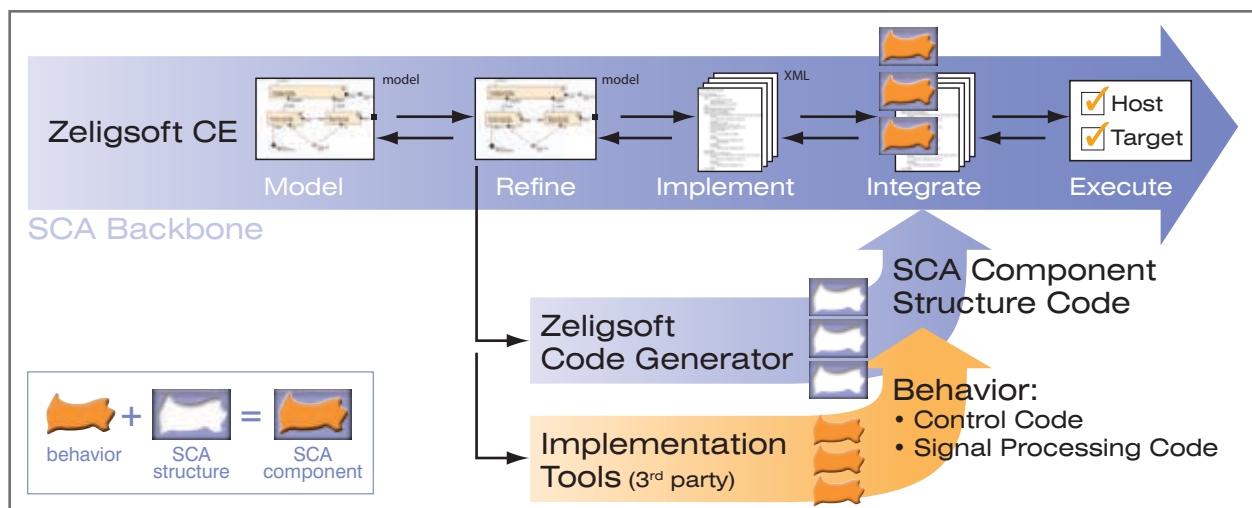 model
model
XML
Zeligsoft CE
Host
Target
Model
Refine
Implement
Integrate
Execute
SCA Backbone
SCA Component
Structure Code
Zeligsoft
Code Generator
Behavior:
• Control Code
• Signal Processing Code
Implementation
Tools (3rd party)
+
=
behavior
SCA
structure
SCA
component